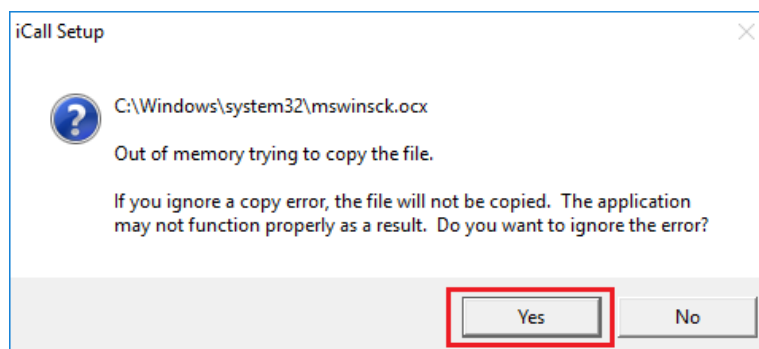 iCall Setup
C:\Windows\system32\mswinsck.ocx
Out of memory trying to copy the file.
If you ignore a copy error, the file will not be copied.  The application
may not function properly as a result.  Do you want to ignore the error?
Yes
No